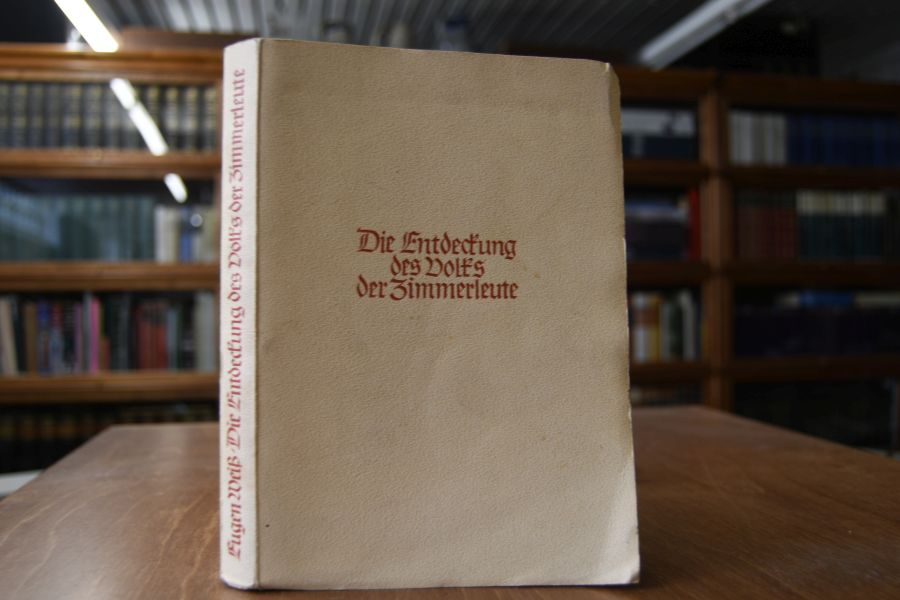 Eugen Weiß · Die Entdeckung des Volks der Zimmerleute
Die Entdeckung
des Volks
der Zimmerleute